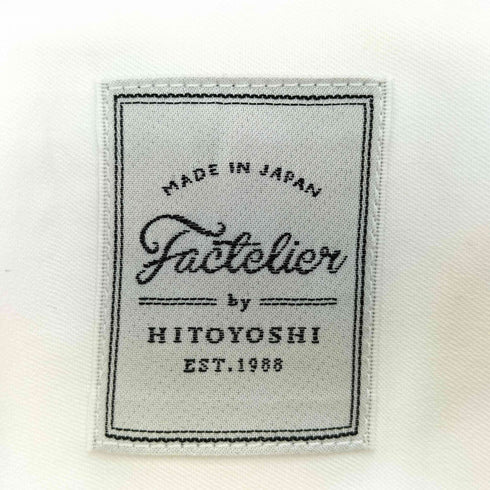 MADE IN JAPAN
Factelier
by
HITOYOSHI
EST.1988